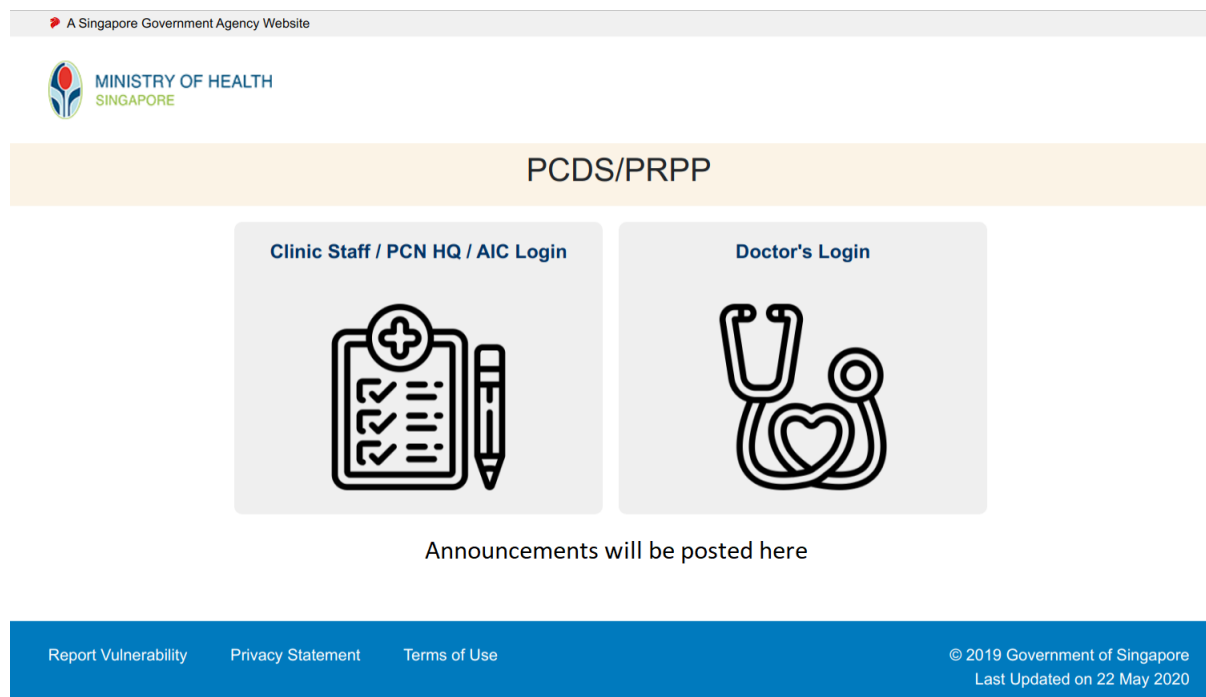 A Singapore Government Agency Website
MINISTRY OF HEALTH
SINGAPORE
PCDS/PRPP
Clinic Staff / PCN HQ / AIC Login
Doctor's Login
Announcements will be posted here
Report Vulnerability
Privacy Statement
Terms of Use
© 2019 Government of Singapore
Last Updated on 22 May 2020